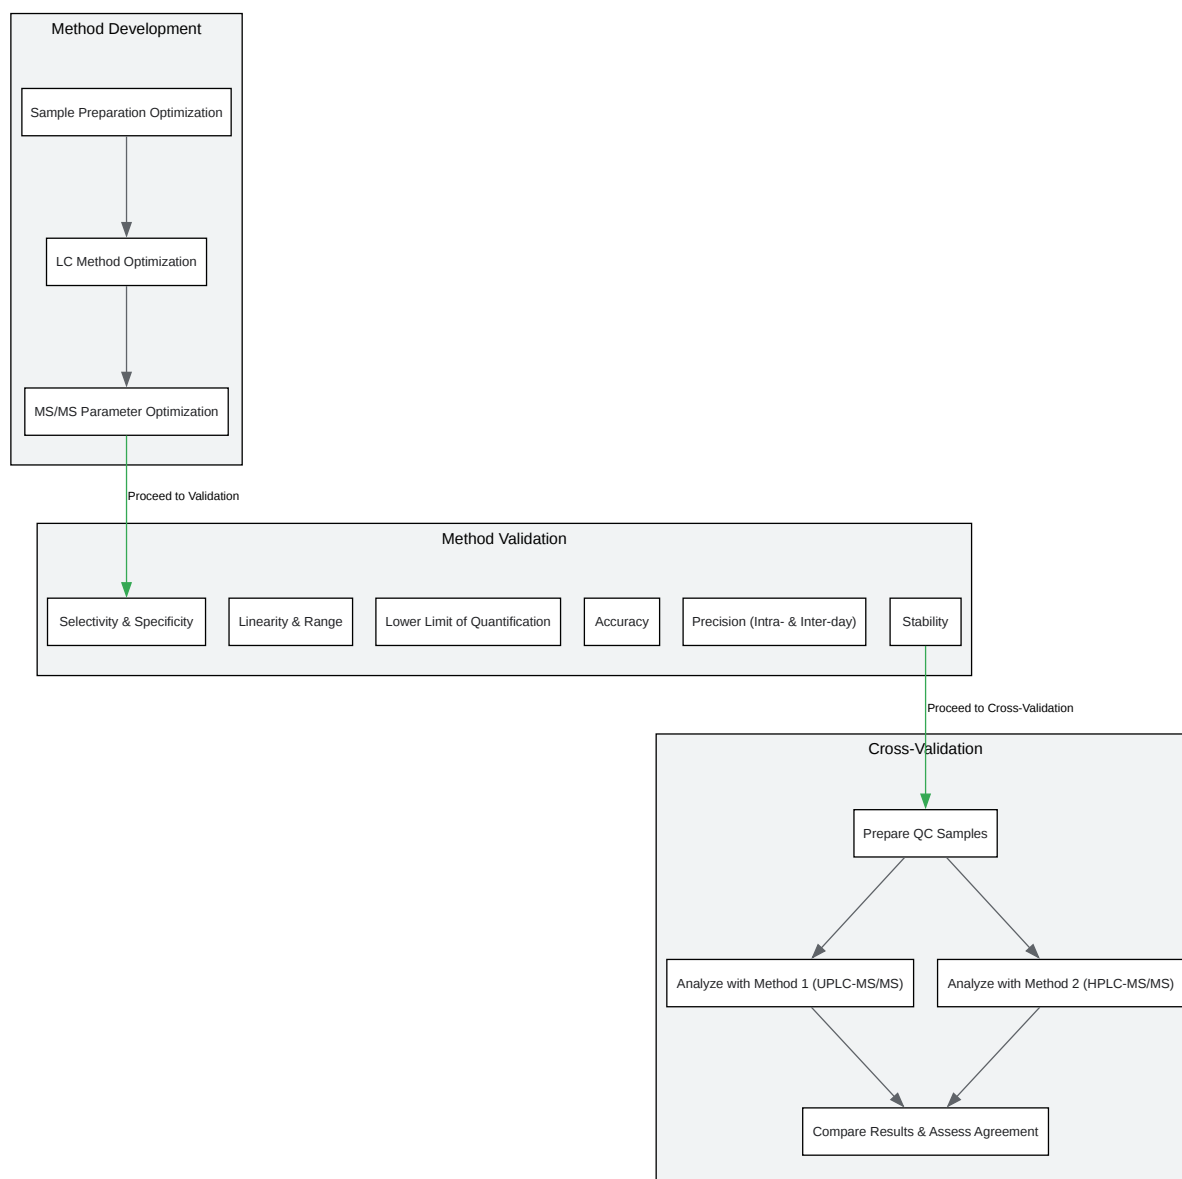 Method Development
Sample Preparation Optimization
LC Method Optimization
MS/MS Parameter Optimization
Proceed to Validation
Method Validation
Selectivity & Specificity
Linearity & Range
Lower Limit of Quantification
Accuracy
Precision (Intra- & Inter-day)
Stability
Proceed to Cross-Validation
Cross-Validation
Prepare QC Samples
Analyze with Method 1 (UPLC-MS/MS)
Analyze with Method 2 (HPLC-MS/MS)
Compare Results & Assess Agreement